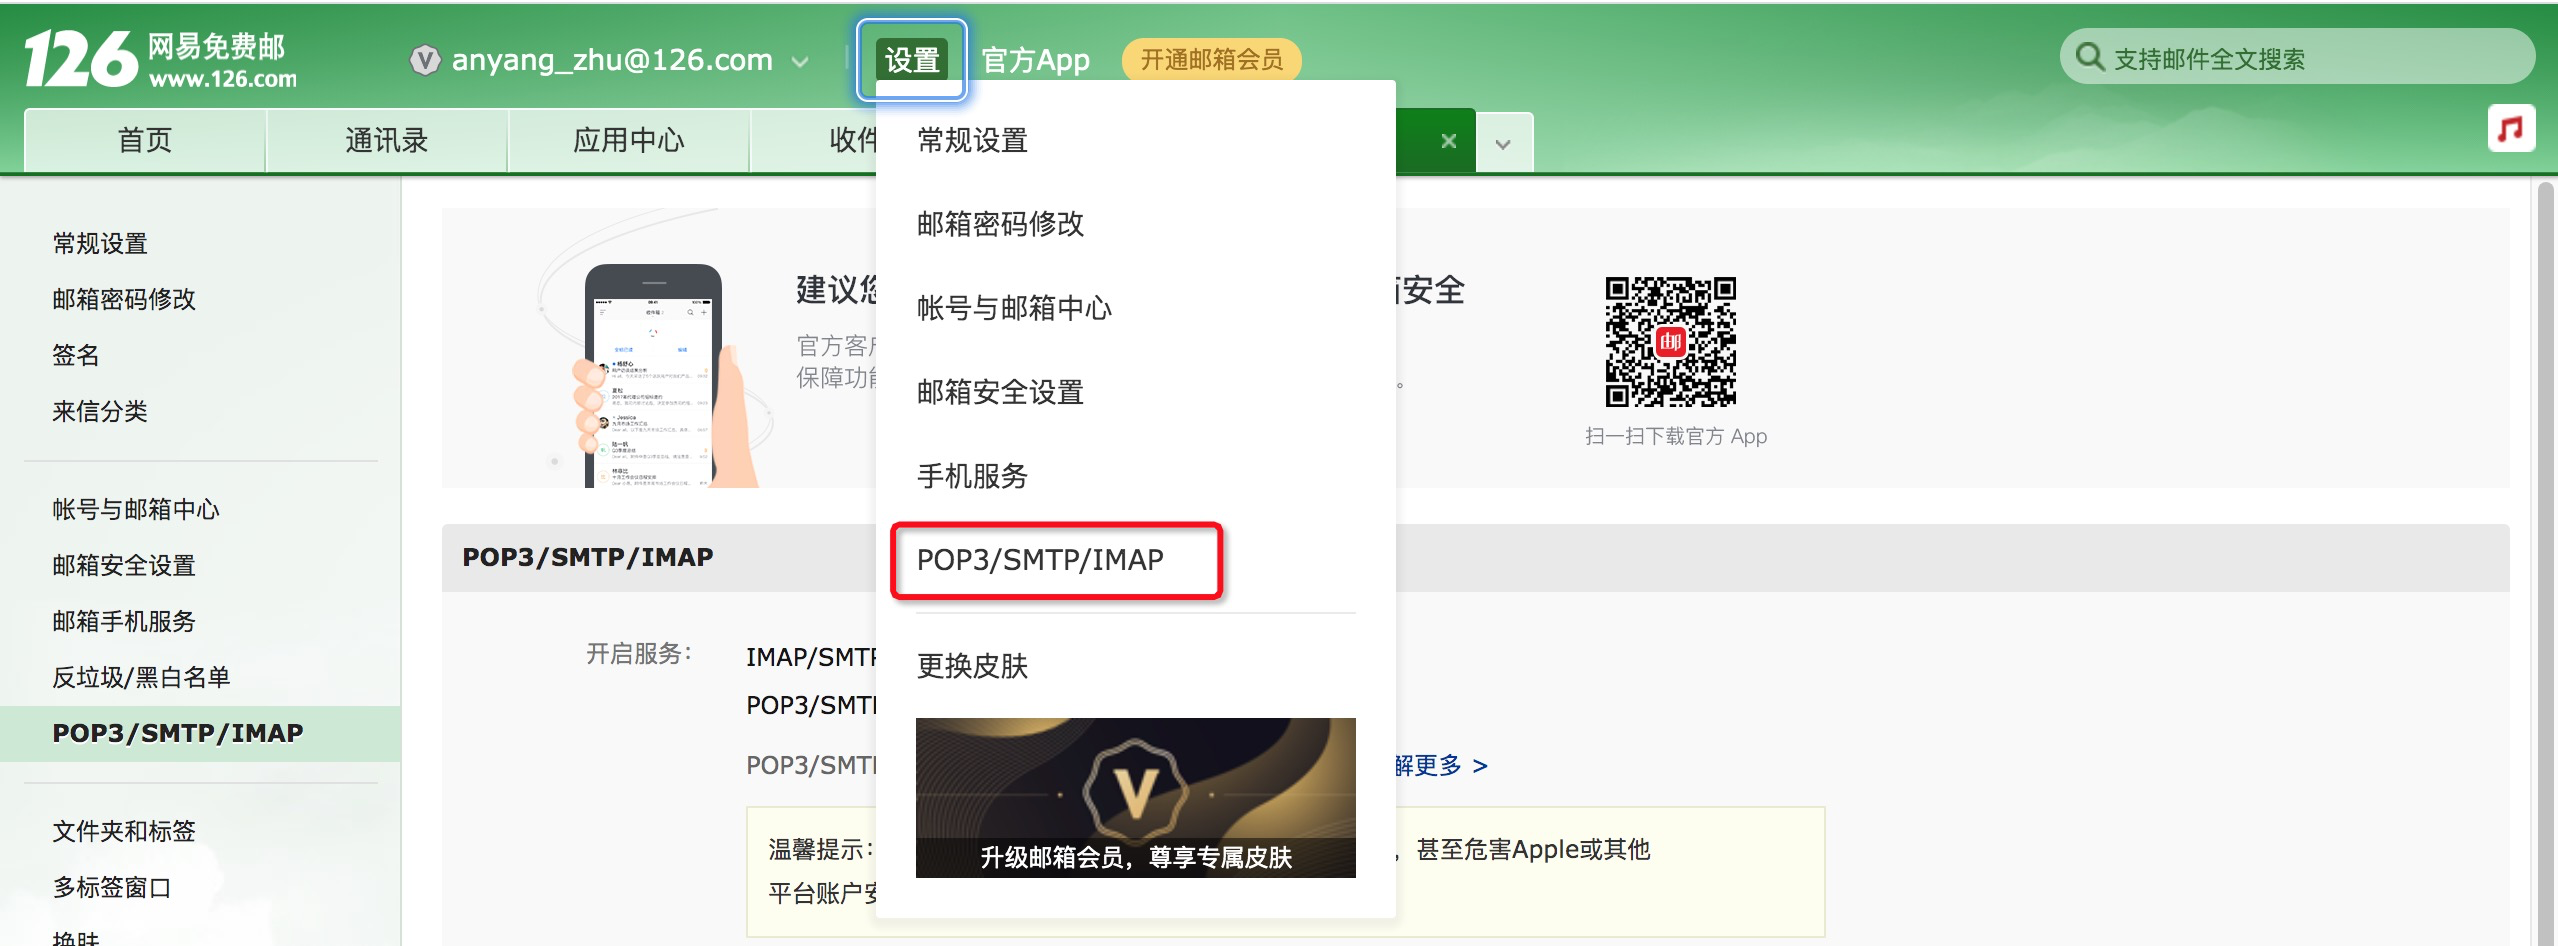 126 网易免费邮
www.126.com
anyang_zhu@126.com
设置
官方App
开通邮箱会员
支持邮件全文搜索
首页
通讯录
应用中心
收件
常规设置
邮箱密码修改
帐号与邮箱中心
邮箱安全设置
手机服务
POP3/SMTP/IMAP
更换皮肤
升级邮箱会员，尊享专属皮肤
常规设置
邮箱密码修改
签名
来信分类
帐号与邮箱中心
邮箱安全设置
邮箱手机服务
反垃圾/黑白名单
POP3/SMTP/IMAP
文件夹和标签
多标签窗口
换肤
建议您
安全
官方客户
保障功能
。
扫一扫下载官方 App
POP3/SMTP/IMAP
开启服务：
IMAP/SMTP
POP3/SMTP
POP3/SMTP
解更多 >
温馨提示：
，甚至危害Apple或其他
平台账户安